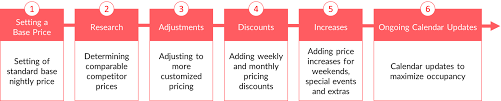 1
Setting a
Base Price
Setting of
standard base
nightly price
2
Research
Determining
comparable
competitor
prices
3
Adjustments
Adjusting to
more
customized
pricing
4
Discounts
Adding weekly
and monthly
pricing
discounts
5
Increases
Adding price
increases for
weekends,
special events
and extras
6
Ongoing Calendar Updates
Calendar updates to
maximize occupancy